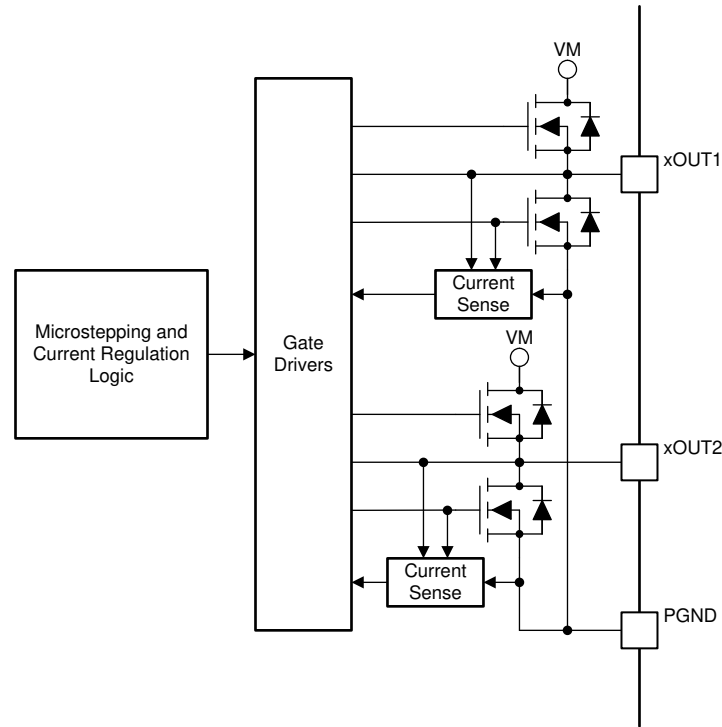 VM
xOUT1
Current
Sense
Microstepping and
Current Regulation
Logic
Gate
Drivers
VM
xOUT2
Current
Sense
PGND